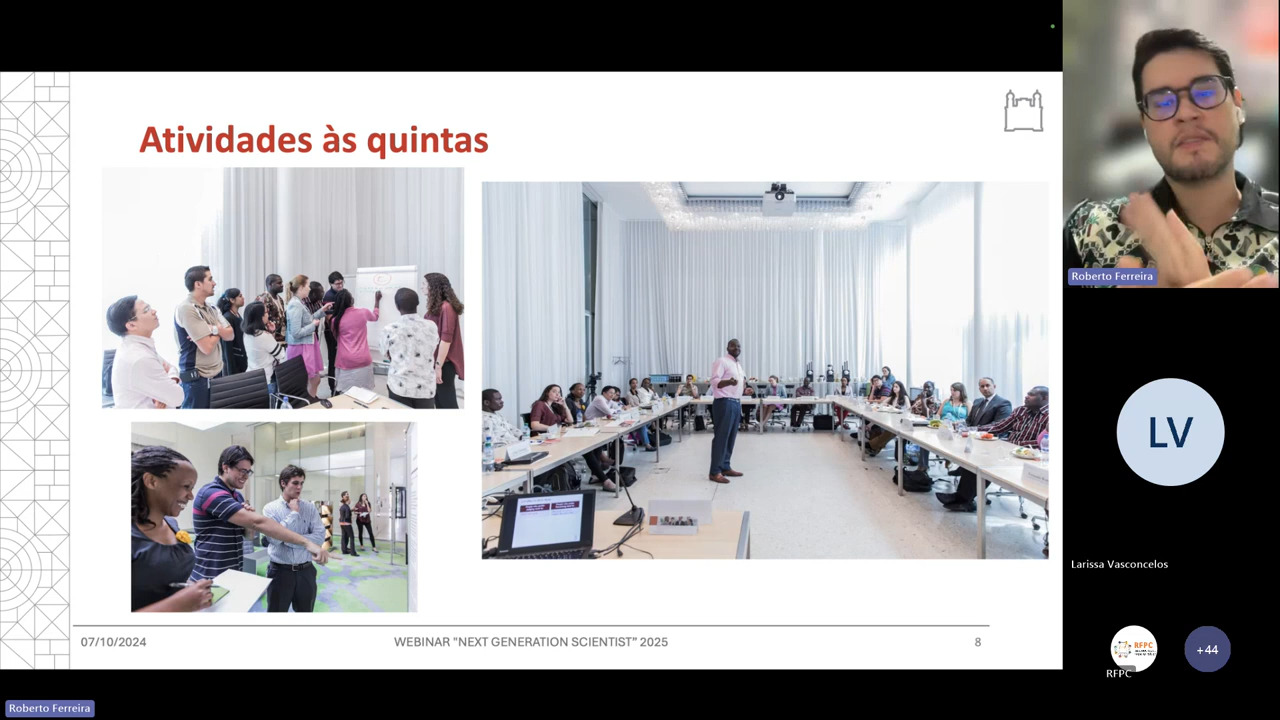 Atividades às quintas
07/10/2024
WEBINAR "NEXT GENERATION SCIENTIST" 2025
8
Roberto Ferreira
LV
Larissa Vasconcelos
RFPC
RFPC
+44
Roberto Ferreira